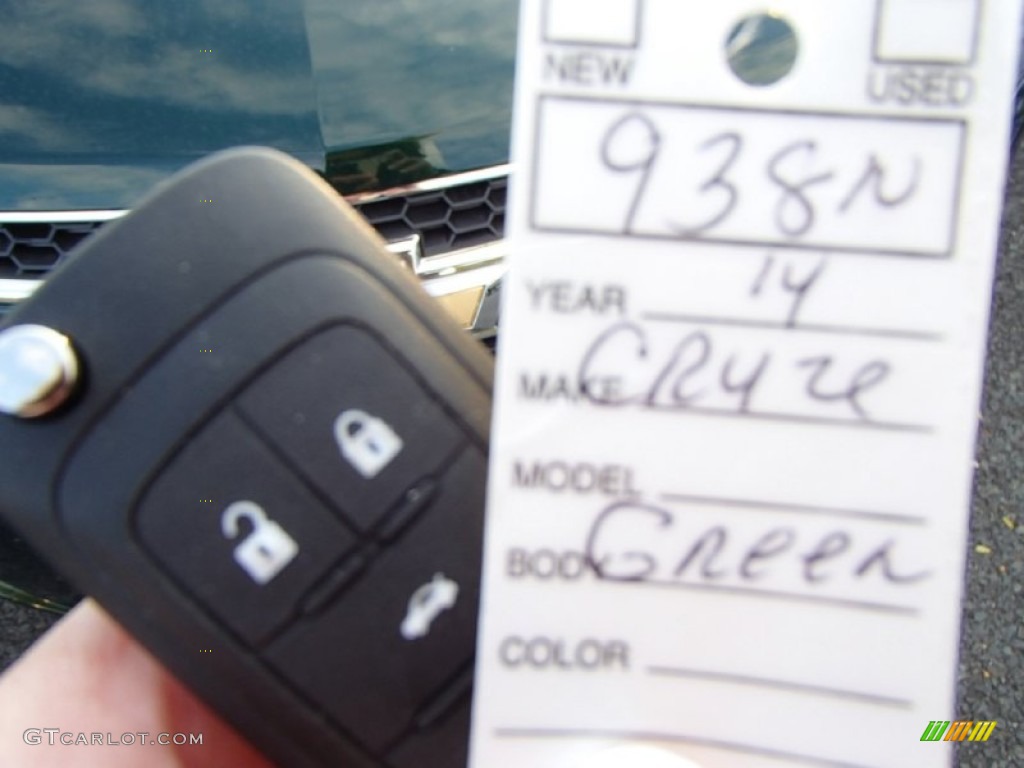 NEW USED
938N
YEAR 14
MAKE CRUZE
MODEL
BODY GREEN
COLOR
GTCARLOT.COM